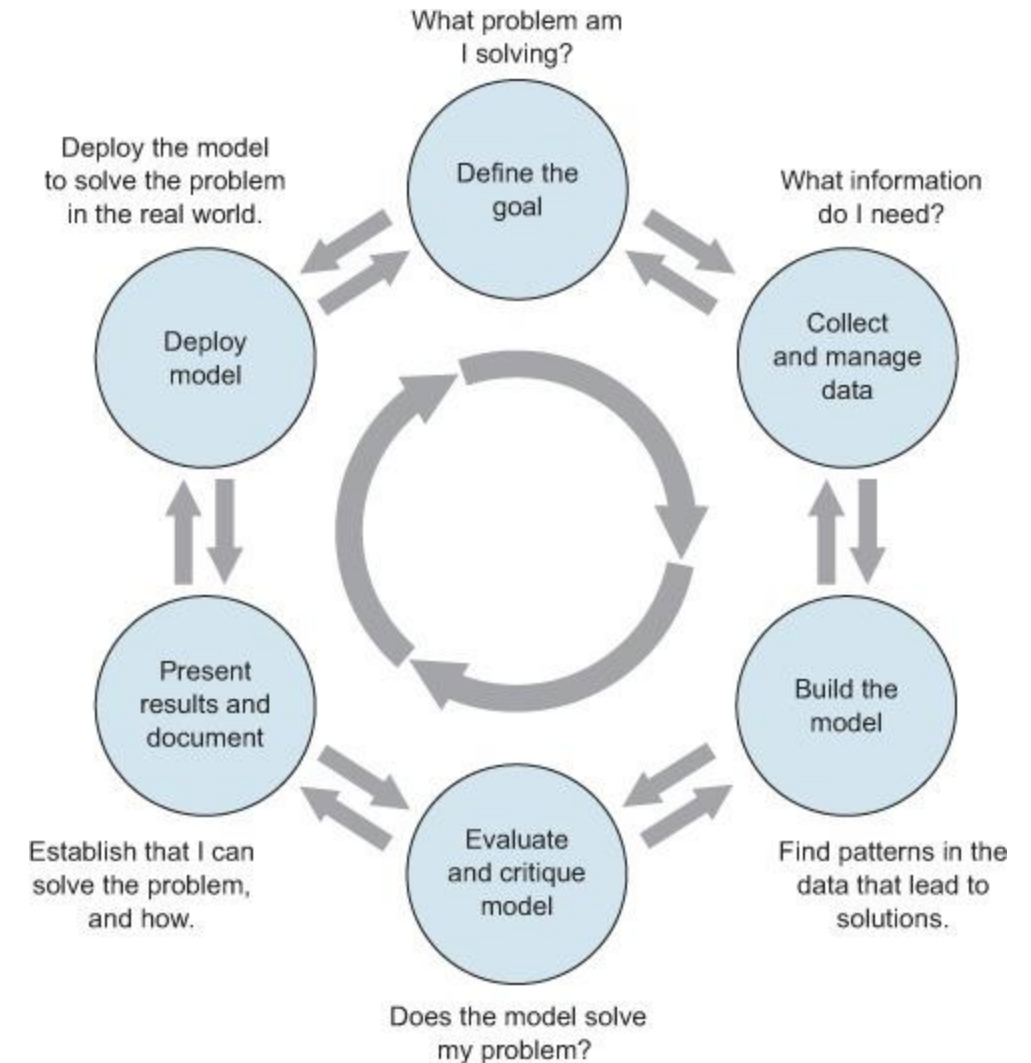 What problem am
I solving?
Define the
goal
What information
do I need?
Collect
and manage
data
Build the
model
Find patterns in the
data that lead to
solutions.
Evaluate
and critique
model
Does the model solve
my problem?
Present
results and
document
Establish that I can
solve the problem,
and how.
Deploy the model
to solve the problem
in the real world.
Deploy
model